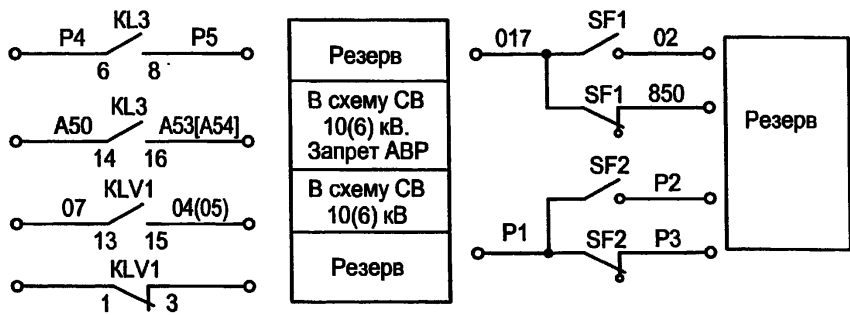 KL3
P4 P5
6 8
KL3
A50 A53[A54]
14 16
KLV1
07 04(05)
13 15
KLV1
1 3
Резерв
В схему СВ
10(6) кВ.
Запрет АВР
В схему СВ
10(6) кВ
Резерв
SF1
017 02
SF1 850
SF2
P2
P1 SF2 P3
Резерв